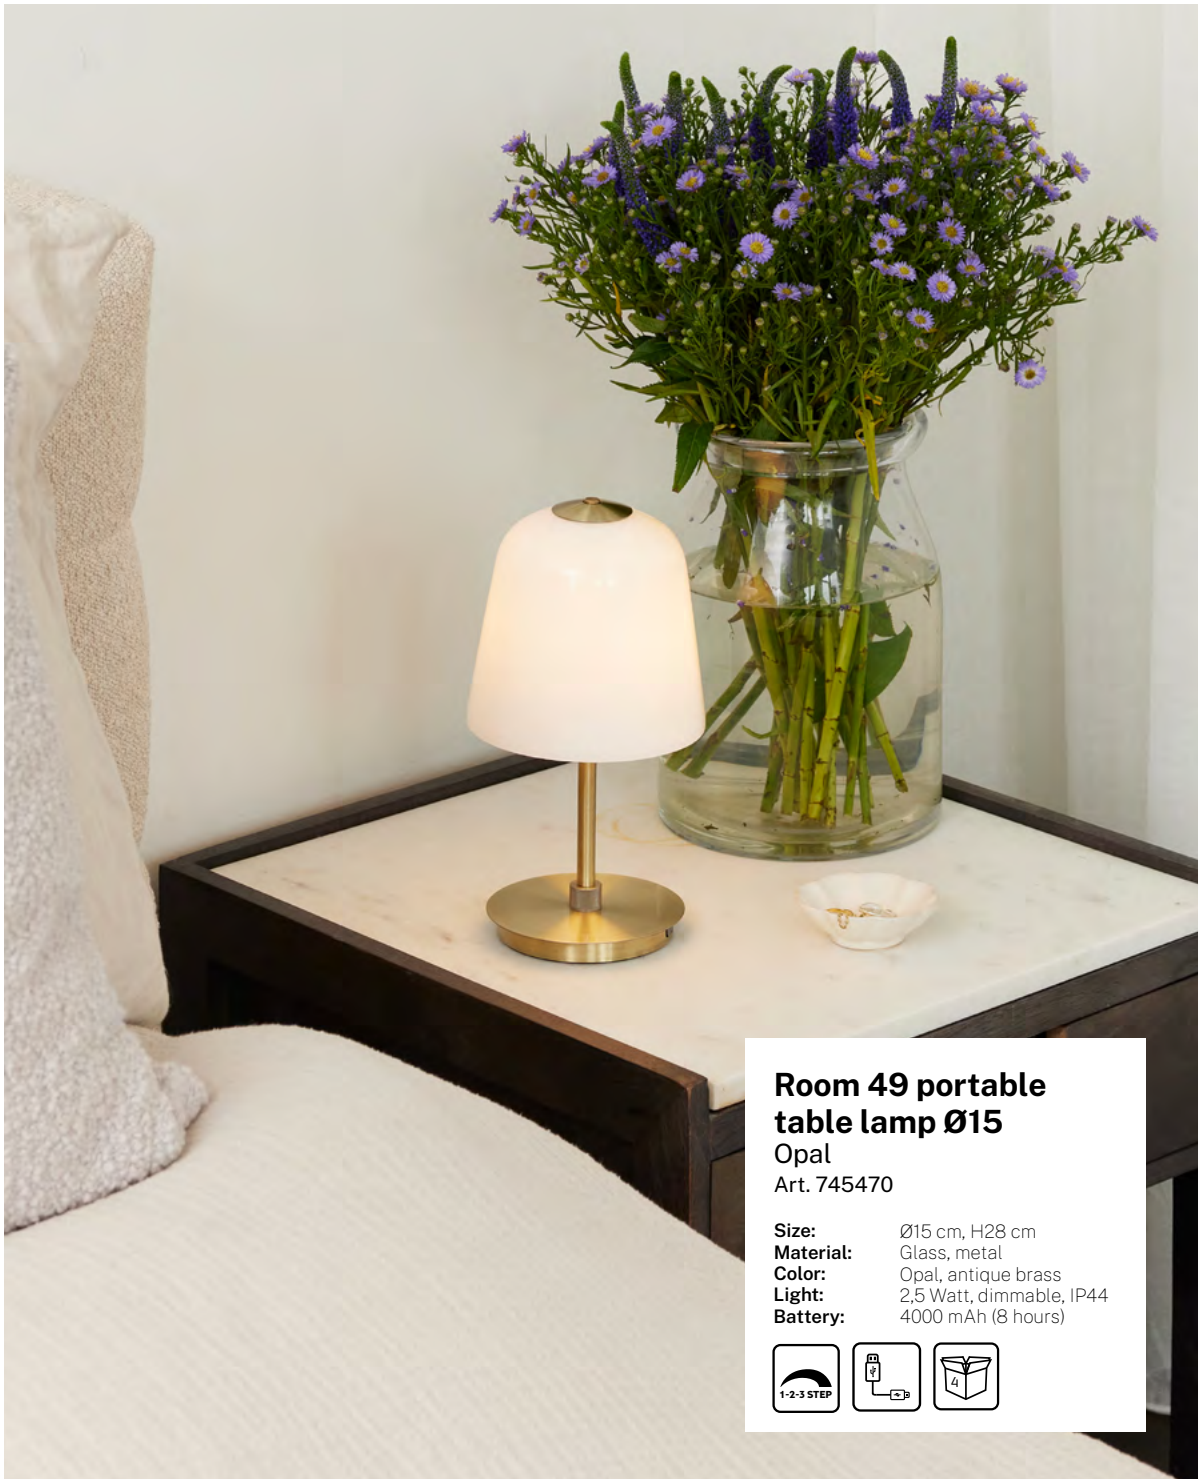 Room 49 portable
table lamp Ø15
Opal
Art. 745470
Size: Ø15 cm, H28 cm
Material: Glass, metal
Color: Opal, antique brass
Light: 2,5 Watt, dimmable, IP44
Battery: 4000 mAh (8 hours)
1-2-3 STEP
4